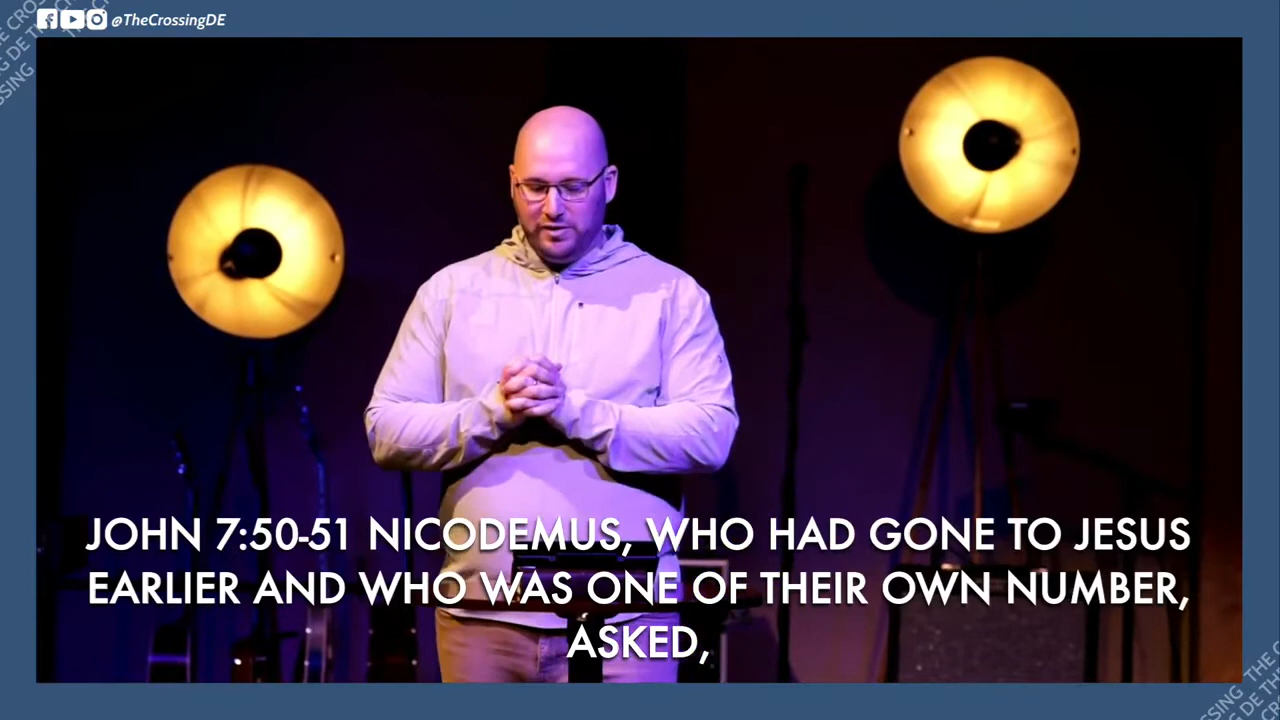 @TheCrossingDE
JOHN 7:50-51 NICODEMUS, WHO HAD GONE TO JESUS
EARLIER AND WHO WAS ONE OF THEIR OWN NUMBER,
ASKED,